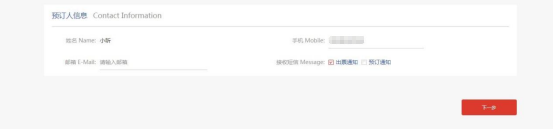 预订人信息 Contact Information
姓名 Name: 小昕 手机 Mobile:
邮箱 E-Mail: 请输入邮箱 接收短信 Message: 出票通知 预订通知
下一步